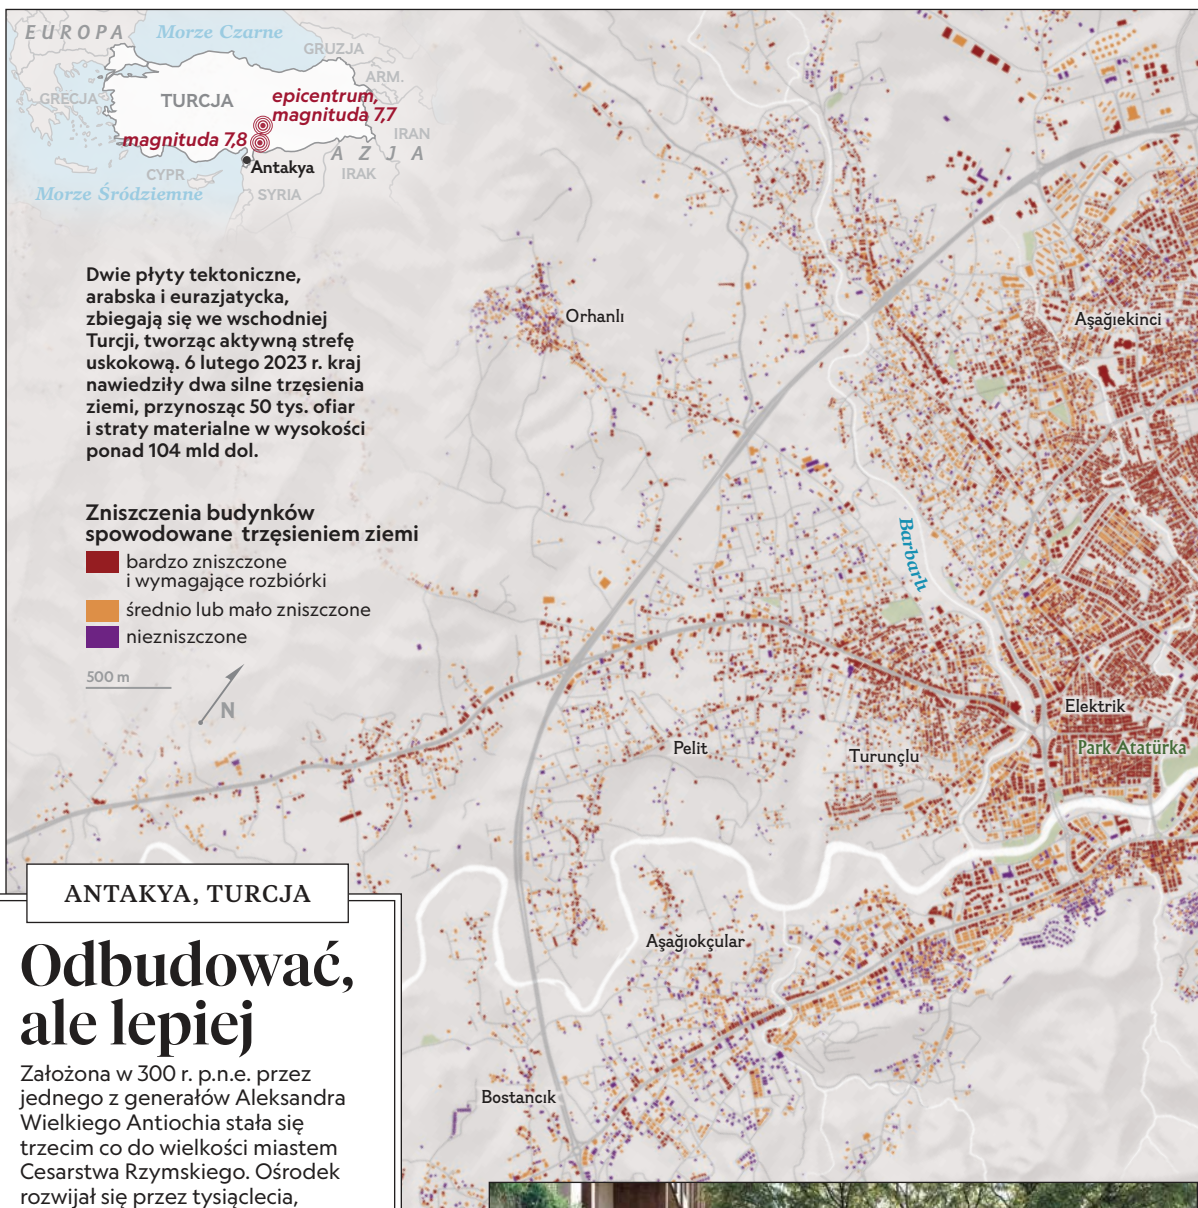 EUROPA
Morze Czarne
GRUZJA
ARM.
GRECJA
TURCJA
epicentrum,
magnituda 7,7
magnituda 7,8
IRAN
AZJA
Antakya
CYPR
IRAK
Morze Śródziemne
SYRIA
Dwie płyty tektoniczne,
arabska i eurazjatycka,
zbiegają się we wschodniej
Turcji, tworząc aktywną strefę
uskokową. 6 lutego 2023 r. kraj
nawiedziły dwa silne trzęsienia
ziemi, przynosząc 50 tys. ofiar
i straty materialne w wysokości
ponad 104 mld dol.
Zniszczenia budynków
spowodowane trzęsieniem ziemi
bardzo zniszczone
i wymagające rozbiórki
średnio lub mało zniszczone
niezniszczone
500 m
N
Orhanlı
Aşağıekinci
Barbarlı
Elektrik
Park Atatürka
Pelit
Turunçlu
Aşağıokçular
Bostancık
ANTAKYA, TURCJA
Odbudować,
ale lepiej
Założona w 300 r. p.n.e. przez
jednego z generałów Aleksandra
Wielkiego Antiochia stała się
trzecim co do wielkości miastem
Cesarstwa Rzymskiego. Ośrodek
rozwijał się przez tysiąclecia,